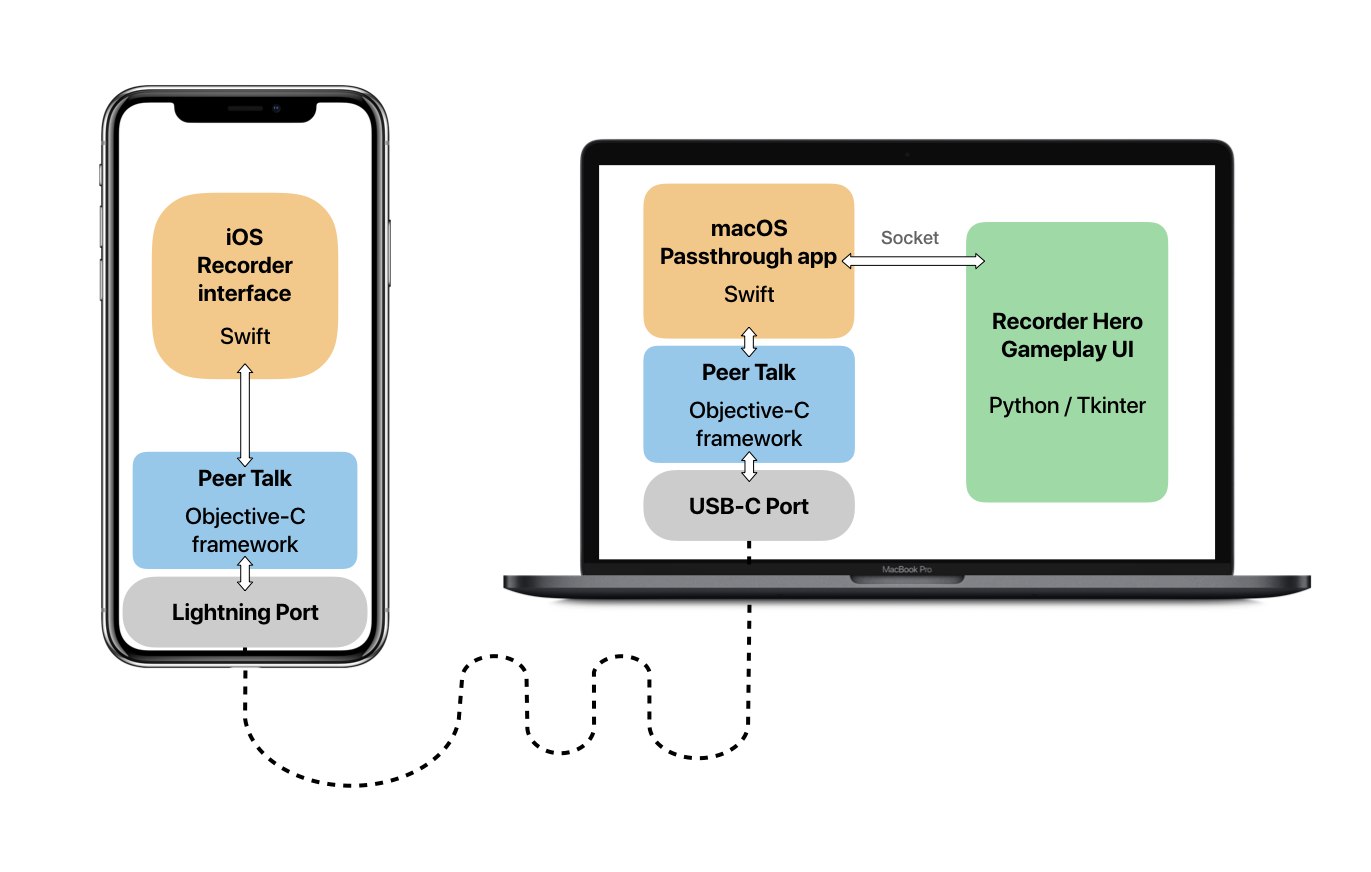 iOS
Recorder
interface
Swift
Peer Talk
Objective-C
framework
Lightning Port
macOS
Passthrough app
Swift
Socket
Peer Talk
Objective-C
framework
USB-C Port
Recorder Hero
Gameplay UI
Python / Tkinter
MacBook Pro